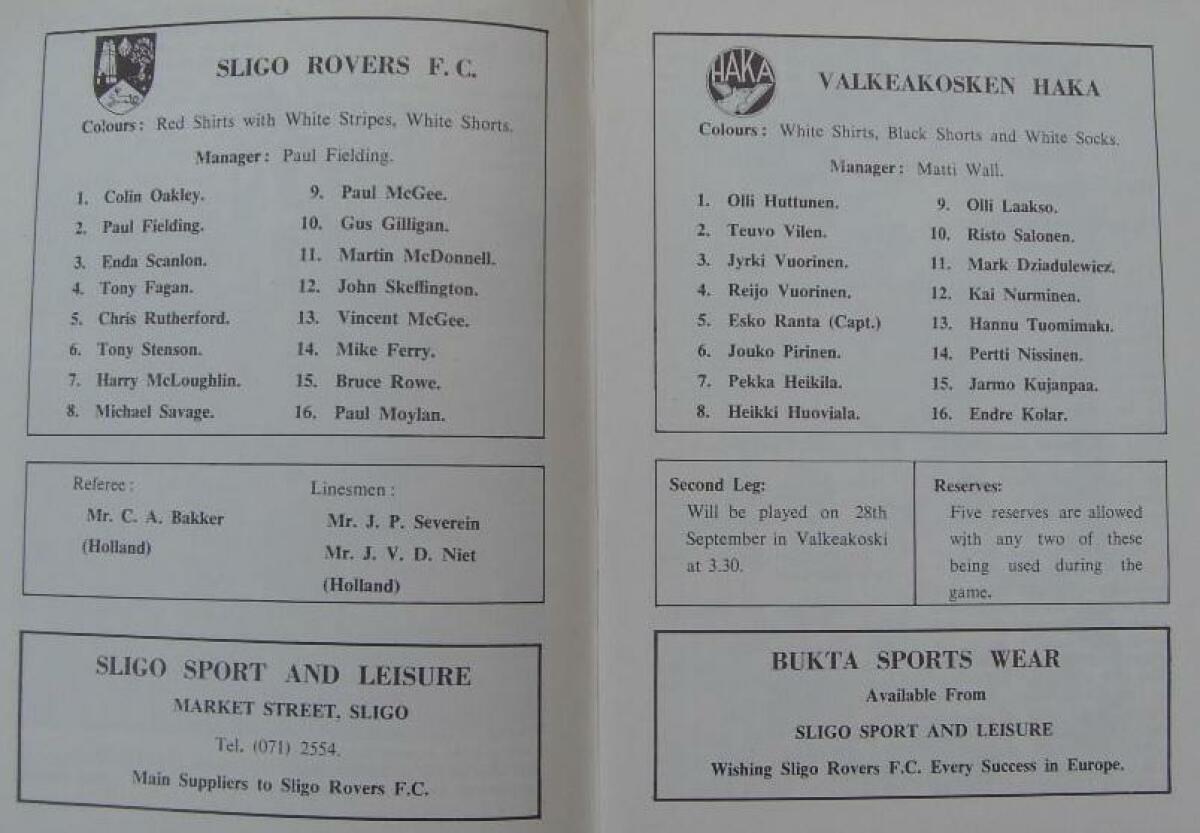 SLIGO ROVERS F.C.
Colours: Red Shirts with White Stripes, White Shorts.
Manager: Paul Fielding.
1. Colin Oakley.
2. Paul Fielding.
3. Enda Scanlon.
4. Tony Fagan.
5. Chris Rutherford.
6. Tony Stenson.
7. Harry McLoughlin.
8. Michael Savage.
9. Paul McGee.
10. Gus Gilligan.
11. Martin McDonnell.
12. John Skeffington.
13. Vincent McGee.
14. Mike Ferry.
15. Bruce Rowe.
16. Paul Moylan.
Referee:
Mr. C. A. Bakker
(Holland)
Linesmen:
Mr. J. P. Severein
Mr. J. V. D. Niet
(Holland)
SLIGO SPORT AND LEISURE
MARKET STREET, SLIGO
Tel. (071) 2554.
Main Suppliers to Sligo Rovers F.C.
HAKA
VALKEAKOSKEN HAKA
Colours: White Shirts, Black Shorts and White Socks.
Manager: Matti Wall.
1. Olli Huttunen.
2. Teuvo Vilen.
3. Jyrki Vuorinen.
4. Reijo Vuorinen.
5. Esko Ranta (Capt.)
6. Jouko Pirinen.
7. Pekka Heikila.
8. Heikki Huoviala.
9. Olli Laakso.
10. Risto Salonen.
11. Mark Dziadulewicz.
12. Kai Nurminen.
13. Hannu Tuomimaki.
14. Pertti Nissinen.
15. Jarmo Kujanpaa.
16. Endre Kolar.
Second Leg:
Will be played on 28th
September in Valkeakoski
at 3.30.
Reserves:
Five reserves are allowed
with any two of these
being used during the
game.
BUKTA SPORTS WEAR
Available From
SLIGO SPORT AND LEISURE
Wishing Sligo Rovers F.C. Every Success in Europe.